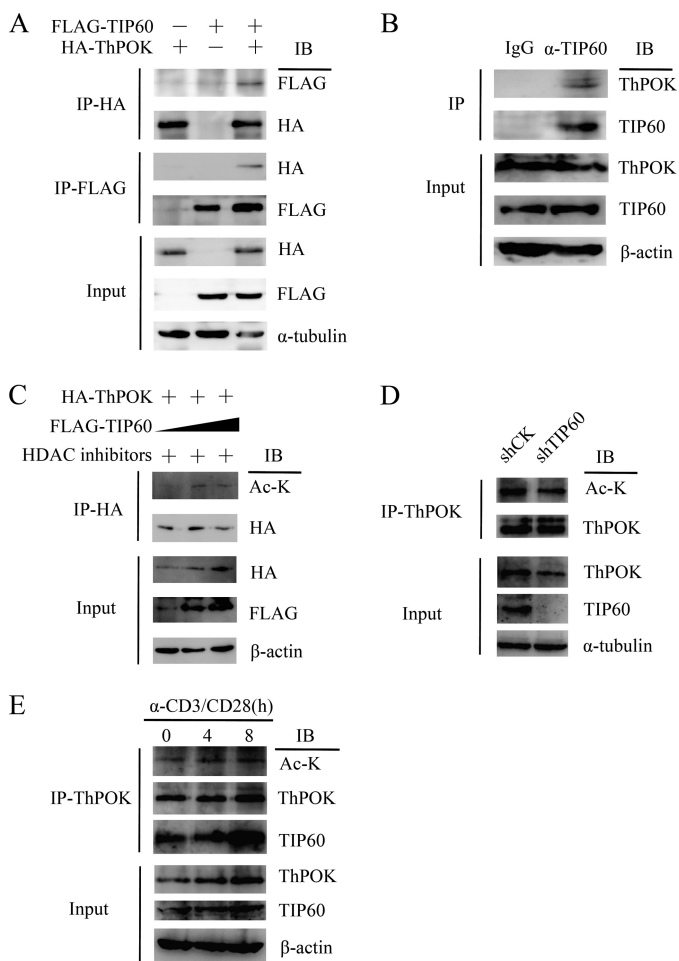 A
FLAG-TIP60 − + +
HA-ThPOK + − + IB
IP-HA
FLAG
HA
IP-FLAG
HA
FLAG
Input
HA
FLAG
α-tubulin
B
IgG α-TIP60 IB
IP
ThPOK
TIP60
Input
ThPOK
TIP60
β-actin
C
HA-ThPOK + + +
FLAG-TIP60
HDAC inhibitors + + + IB
IP-HA
Ac-K
HA
Input
HA
FLAG
β-actin
D
shCK shTIP60 IB
IP-ThPOK
Ac-K
ThPOK
Input
ThPOK
TIP60
α-tubulin
E
α-CD3/CD28(h)
0 4 8 IB
IP-ThPOK
Ac-K
ThPOK
TIP60
Input
ThPOK
TIP60
β-actin